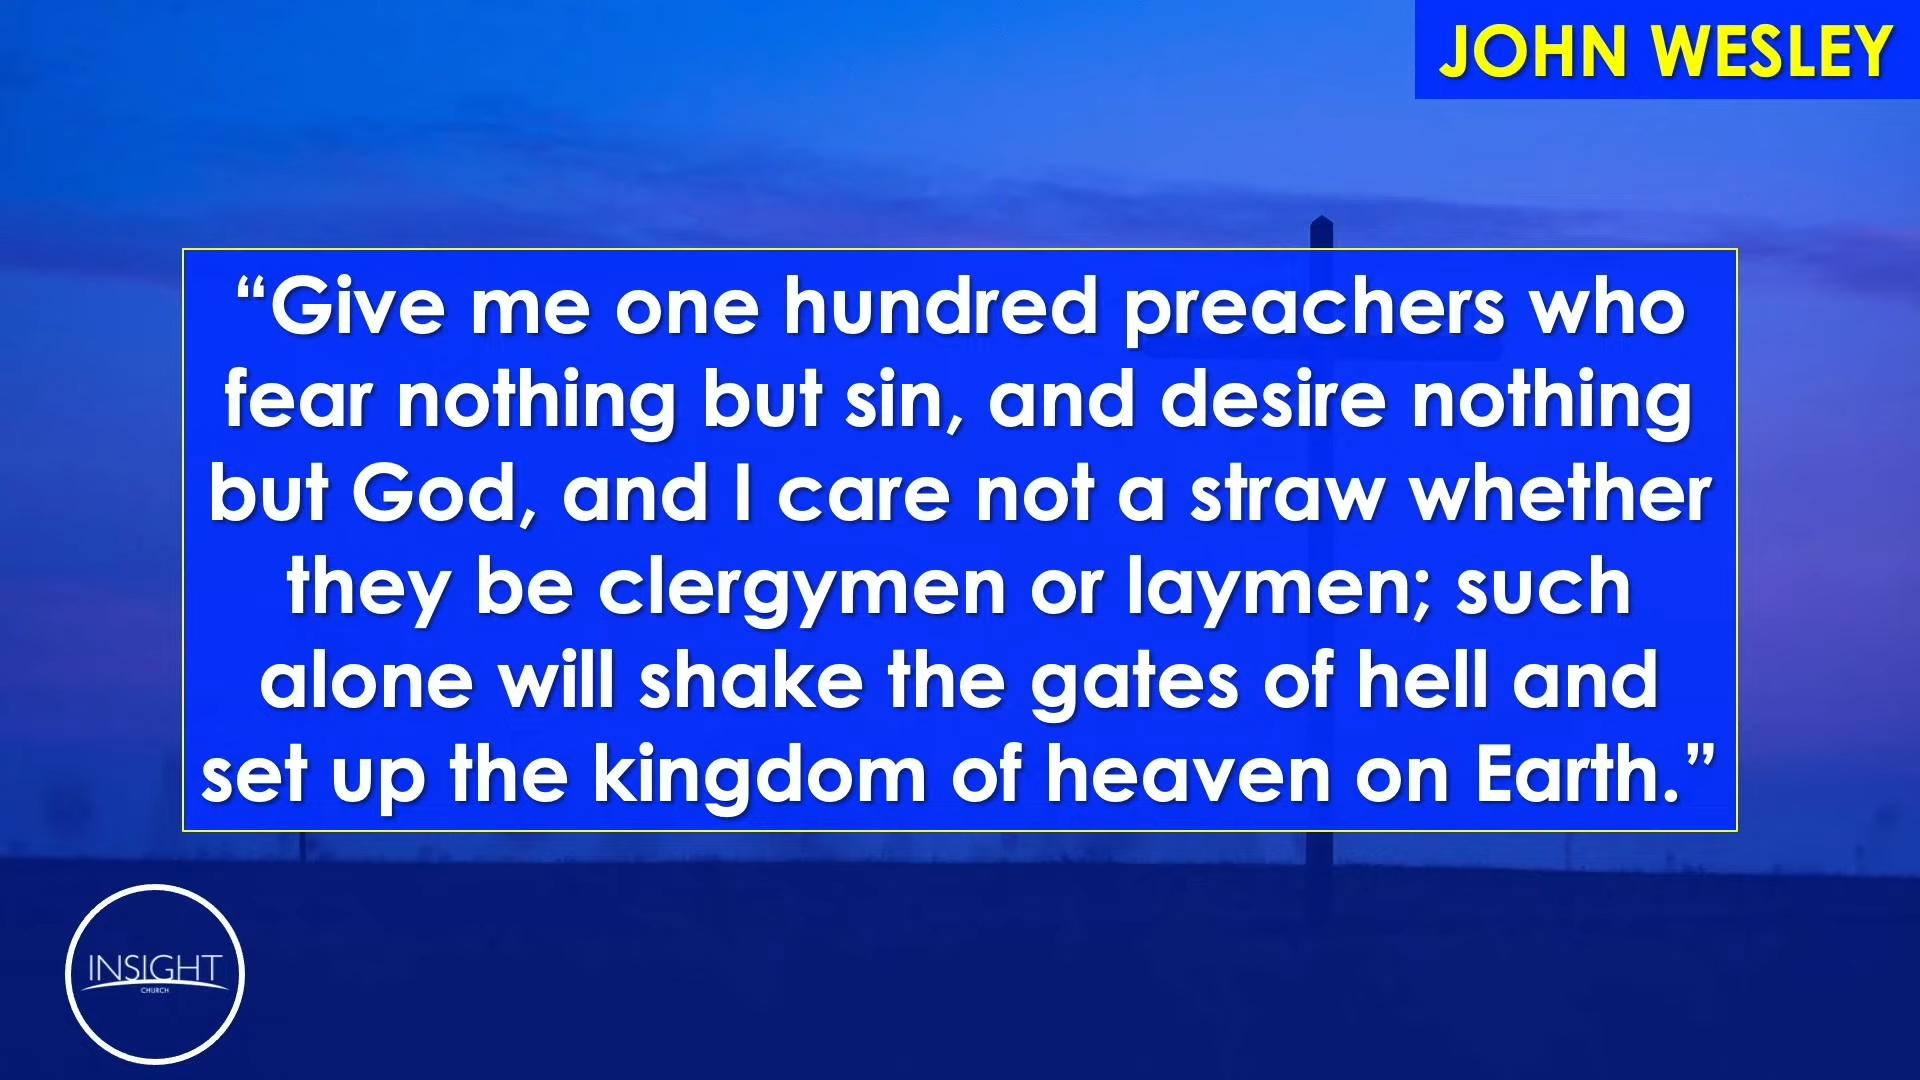 JOHN WESLEY
“Give me one hundred preachers who
fear nothing but sin, and desire nothing
but God, and I care not a straw whether
they be clergymen or laymen; such
alone will shake the gates of hell and
set up the kingdom of heaven on Earth.”
INSIGHT
CHURCH